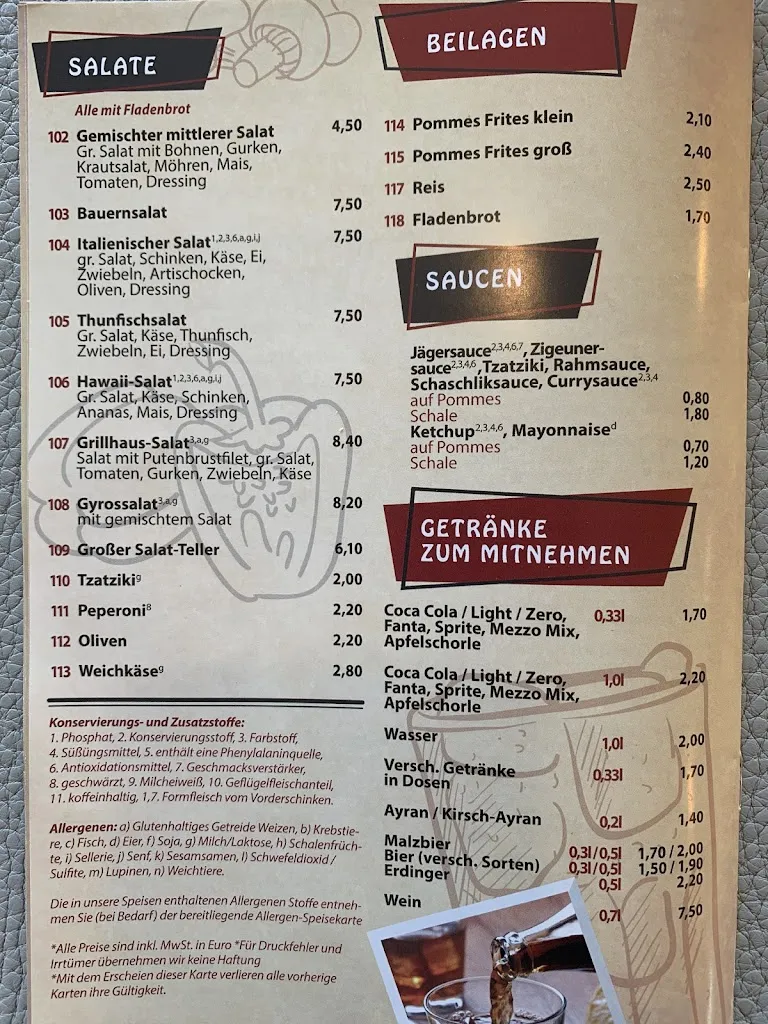 SALATE
Alle mit Fladenbrot
102 Gemischter mittlerer Salat 4,50
Gr. Salat mit Bohnen, Gurken,
Krautsalat, Möhren, Mais,
Tomaten, Dressing
103 Bauernsalat 7,50
104 Italienischer Salat1,2,3,6,a,g,i,j 7,50
gr. Salat, Schinken, Käse, Ei,
Zwiebeln, Artischocken,
Oliven, Dressing
105 Thunfischsalat 7,50
Gr. Salat, Käse, Thunfisch,
Zwiebeln, Ei, Dressing
106 Hawaii-Salat1,2,3,6,a,g,i,j 7,50
Gr. Salat, Käse, Schinken,
Ananas, Mais, Dressing
107 Grillhaus-Salat3,a,g 8,40
Salat mit Putenbrustfilet, gr. Salat,
Tomaten, Gurken, Zwiebeln, Käse
108 Gyrossalat3,a,g 8,20
mit gemischtem Salat
109 Großer Salat-Teller 6,10
110 Tzatzikig 2,00
111 Peperoni8 2,20
112 Oliven 2,20
113 Weichkäseg 2,80
Konservierungs- und Zusatzstoffe:
1. Phosphat, 2. Konservierungsstoff, 3. Farbstoff,
4. Süßungsmittel, 5. enthält eine Phenylalaninquelle,
6. Antioxidationsmittel, 7. Geschmacksverstärker,
8. geschwärzt, 9. Milcheiweiß, 10. Geflügelfleischanteil,
11. koffeinhaltig, 1,7. Formfleisch vom Vorderschinken.
Allergenen: a) Glutenhaltiges Getreide Weizen, b) Krebstie-
re, c) Fisch, d) Eier, f) Soja, g) Milch/Laktose, h) Schalenfrüch-
te, i) Sellerie, j) Senf, k) Sesamsamen, l) Schwefeldioxid /
Sulfite, m) Lupinen, n) Weichtiere.
Die in unsere Speisen enthaltenen Allergenen Stoffe entneh-
men Sie (bei Bedarf) der bereitliegende Allergen-Speisekarte
*Alle Preise sind inkl. MwSt. in Euro *Für Druckfehler und
Irrtümer übernehmen wir keine Haftung
*Mit dem Erscheien dieser Karte verlieren alle vorherige
Karten ihre Gültigkeit.
BEILAGEN
114 Pommes Frites klein 2,10
115 Pommes Frites groß 2,40
117 Reis 2,50
118 Fladenbrot 1,70
SAUCEN
Jägersauce2,3,4,6,7, Zigeuner-
sauce2,3,4,6,Tzatziki, Rahmsauce,
Schaschliksauce, Currysauce2,3,4
auf Pommes 0,80
Schale 1,80
Ketchup2,3,4,6, Mayonnaised
auf Pommes 0,70
Schale 1,20
GETRÄNKE
ZUM MITNEHMEN
Coca Cola / Light / Zero, 0,33l 1,70
Fanta, Sprite, Mezzo Mix,
Apfelschorle
Coca Cola / Light / Zero, 1,0l 2,20
Fanta, Sprite, Mezzo Mix,
Apfelschorle
Wasser 1,0l 2,00
Versch. Getränke
in Dosen 0,33l 1,70
Ayran / Kirsch-Ayran 0,2l 1,40
Malzbier 0,3l/0,5l 1,70 / 2,00
Bier (versch. Sorten) 0,3l/0,5l 1,50 / 1,90
Erdinger 0,5l 2,20
Wein 0,7l 7,50